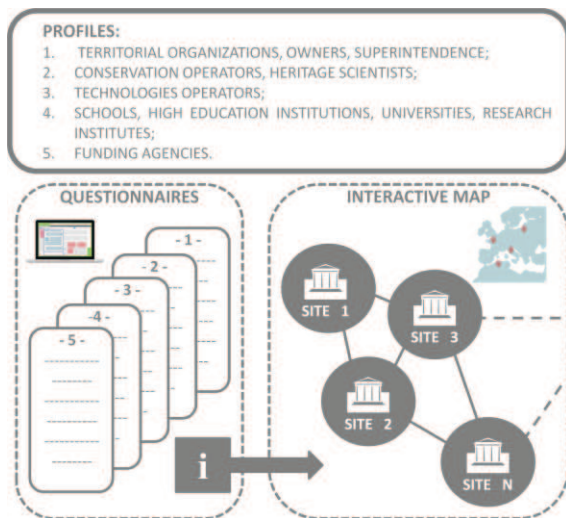 PROFILES:
1. TERRITORIAL ORGANIZATIONS, OWNERS, SUPERINTENDENCE;
2. CONSERVATION OPERATORS, HERITAGE SCIENTISTS;
3. TECHNOLOGIES OPERATORS;
4. SCHOOLS, HIGH EDUCATION INSTITUTIONS, UNIVERSITIES, RESEARCH
INSTITUTES;
5. FUNDING AGENCIES.
QUESTIONNAIRES
- 1 -
- 2 -
- 3 -
-4 -
- 5 -
i
INTERACTIVE MAP
SITE 1
SITE 3
SITE 2
SITE N